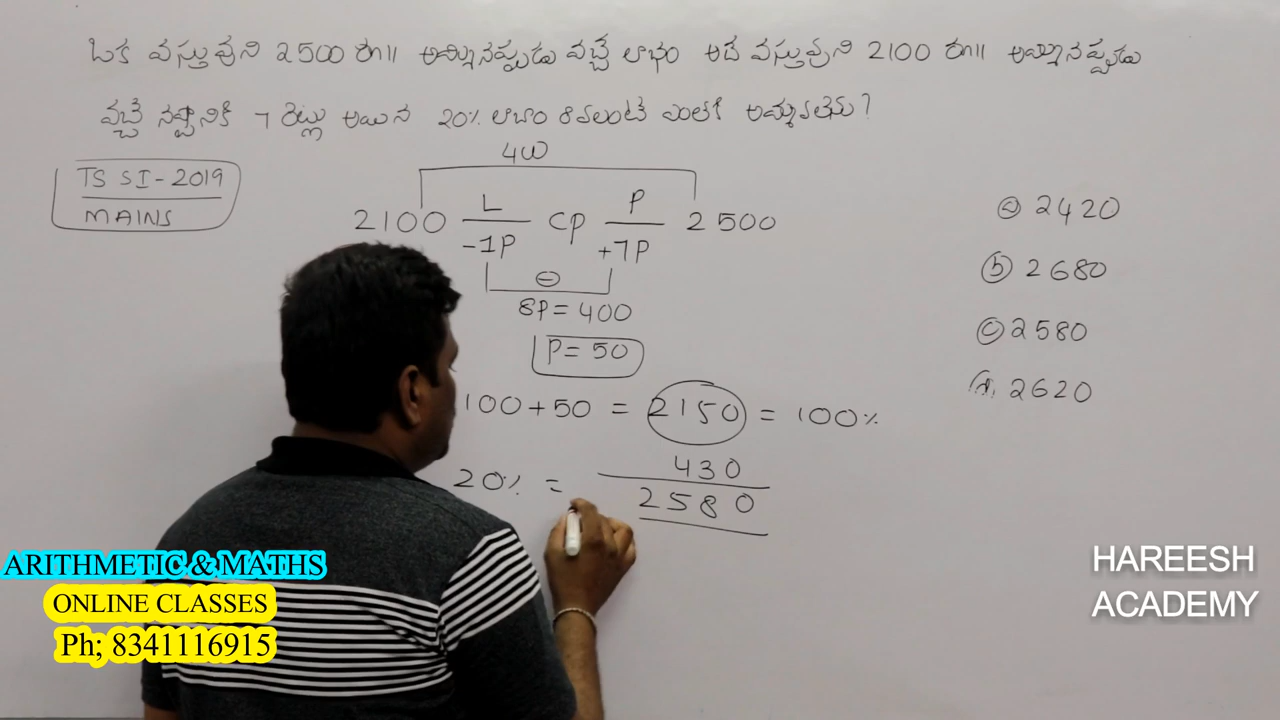 ఒక వస్తువుని 2500 రూ॥ అమ్మినప్పుడు వచ్చే లాభం అదే వస్తువుని 2100 రూ॥ అమ్మినప్పుడు
వచ్చే నష్టానికి 7 రెట్లు అయిన 20% లాభం రావలంటే ఎంతకి అమ్మవలెను?
TS SI-2019
MAINS
400
2100 L CP P 2500
-1P +7P
⊖
8P = 400
P = 50
100+50 = 2150 = 100%
430
20% = 2580
ⓐ 2420
ⓑ 2680
ⓒ 2580
ⓓ 2620
ARITHMETIC & MATHS
ONLINE CLASSES
Ph; 8341116915
HAREESH
ACADEMY